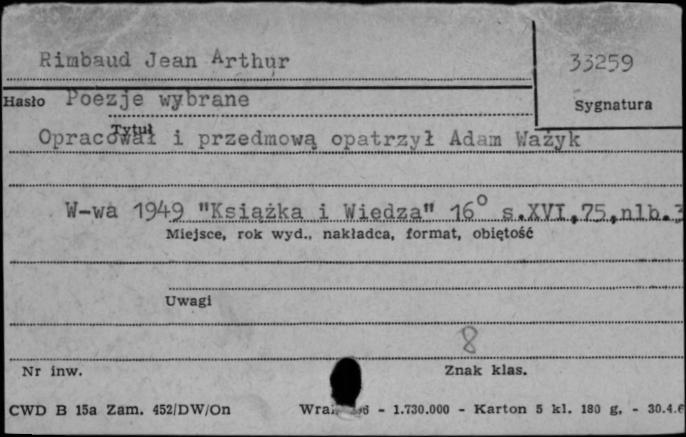 Rimbaud Jean Arthur
33259
Hasło Poezje wybrane
Sygnatura
Tytuł
Opracował i przedmową opatrzył Adam Ważyk
W-wa 1949 "Książka i Wiedza" 16° s.XVI,75,nlb.3
Miejsce, rok wyd., nakładca, format, objętość
Uwagi
8
Nr inw. Znak klas.
CWD B 15a Zam. 452/DW/On - 1.730.000 - Karton 5 kl. 180 g. - 30.4.